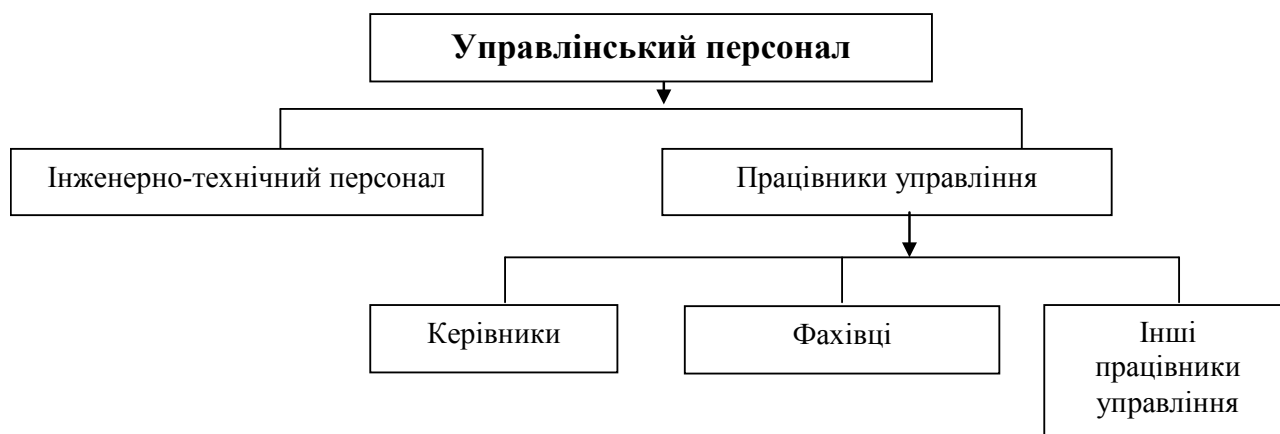 Управлінський персонал
Інженерно-технічний персонал
Працівники управління
Керівники
Фахівці
Інші
працівники
управління